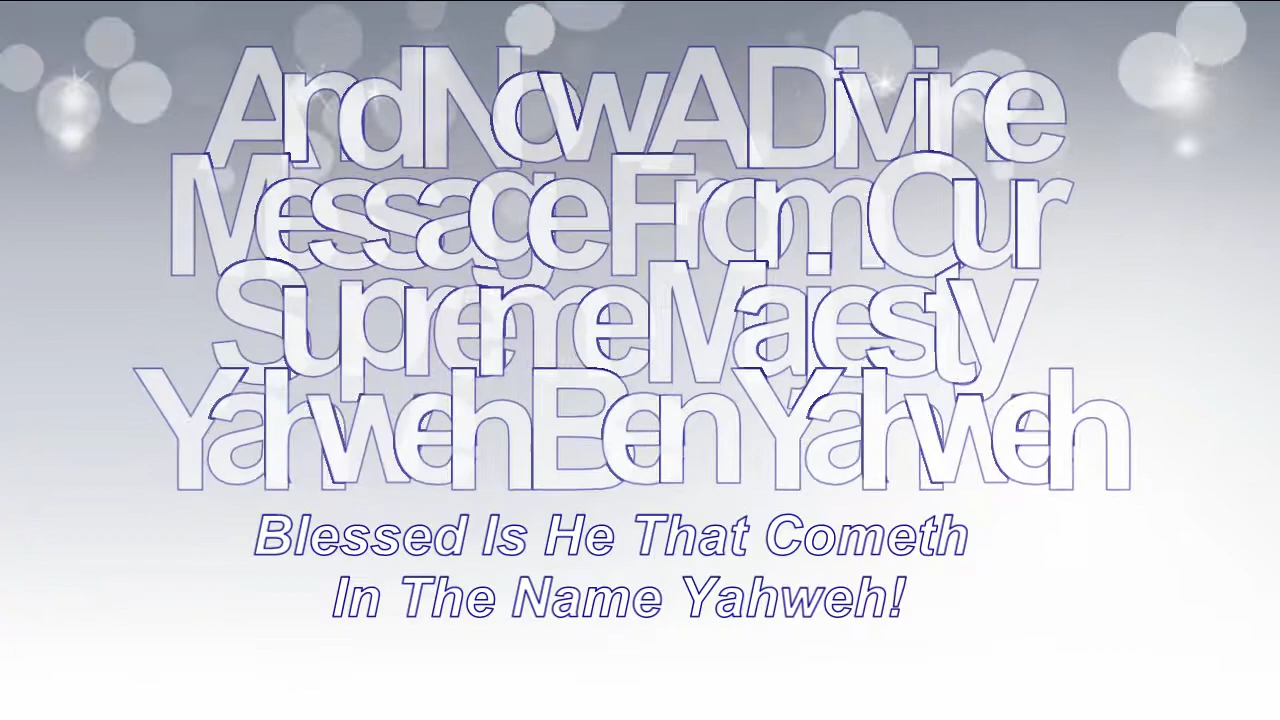 And Now A Divine
Message From Our
Supreme Majesty
Yahweh Ben Yahweh
Blessed Is He That Cometh
In The Name Yahweh!